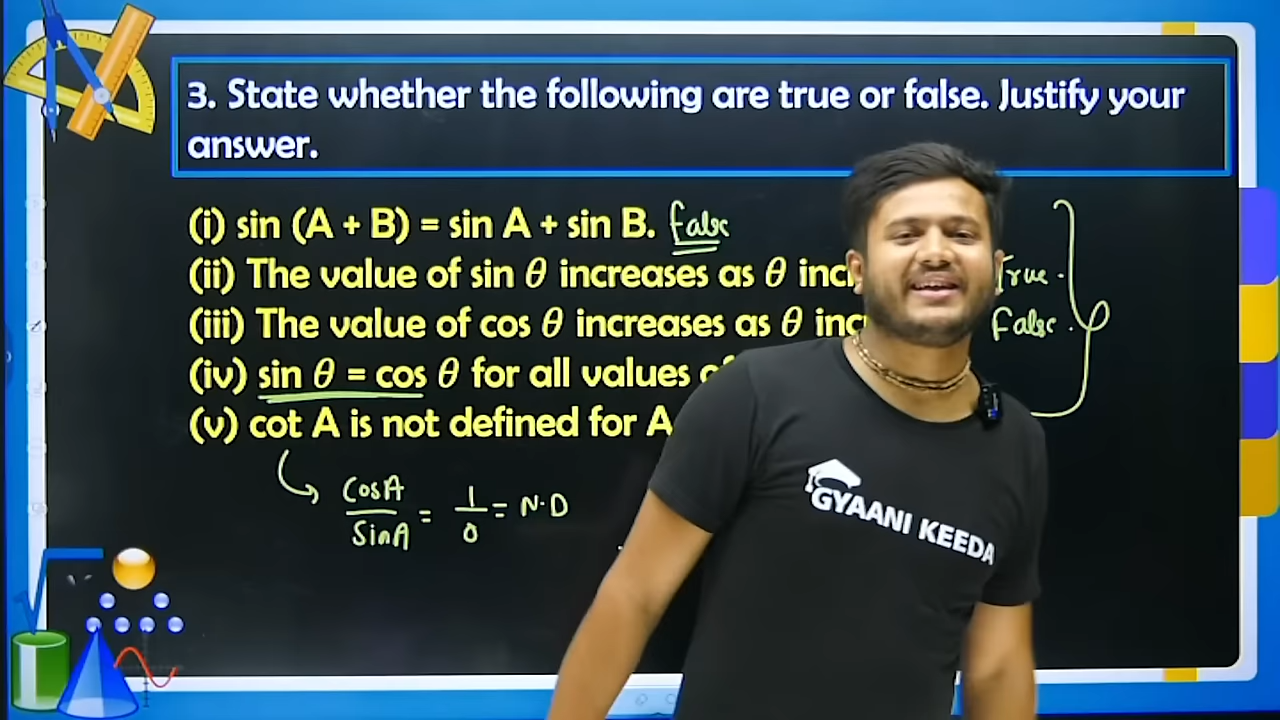 3. State whether the following are true or false. Justify your
answer.
(i) sin (A + B) = sin A + sin B. False
(ii) The value of sin θ increases as θ inc True.
(iii) The value of cos θ increases as θ inc False.
(iv) sin θ = cos θ for all values of
(v) cot A is not defined for A
CosA
SinA
= 1/0 = N.D
GYAANI KEEDA